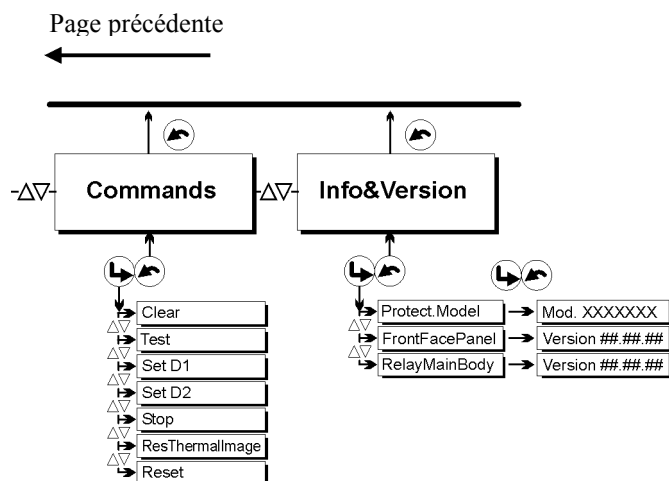 Page précédente
Commands
Info&Version
Clear
Test
Set D1
Set D2
Stop
ResThermalImage
Reset
Protect.Model
Mod. XXXXXXX
FrontFacePanel
Version ##.##.##
RelayMainBody
Version ##.##.##